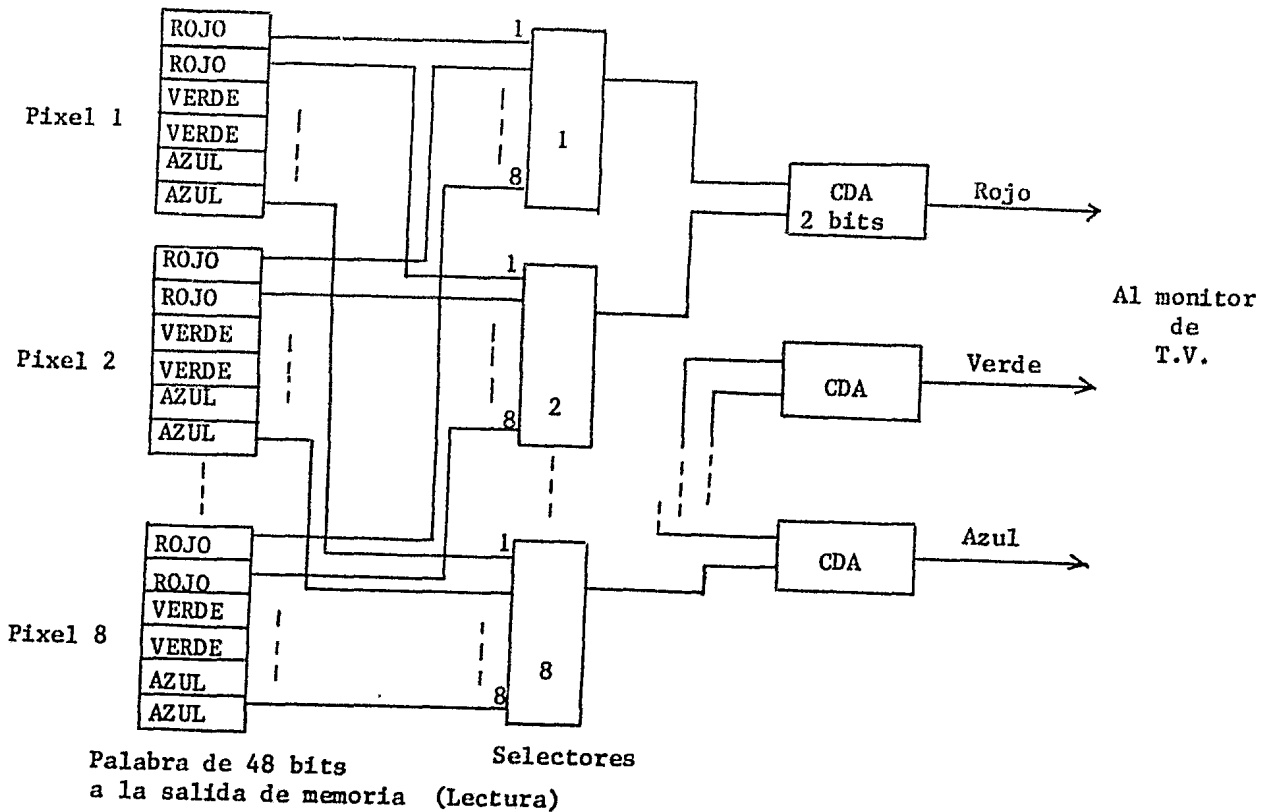 Pixel 1
ROJO
ROJO
VERDE
VERDE
AZUL
AZUL
1
8
1
CDA
2 bits
Rojo
Pixel 2
ROJO
ROJO
VERDE
VERDE
AZUL
AZUL
1
8
2
CDA
Verde
Al monitor
de
T.V.
Pixel 8
ROJO
ROJO
VERDE
VERDE
AZUL
AZUL
1
8
8
CDA
Azul
Palabra de 48 bits
a la salida de memoria (Lectura)
Selectores